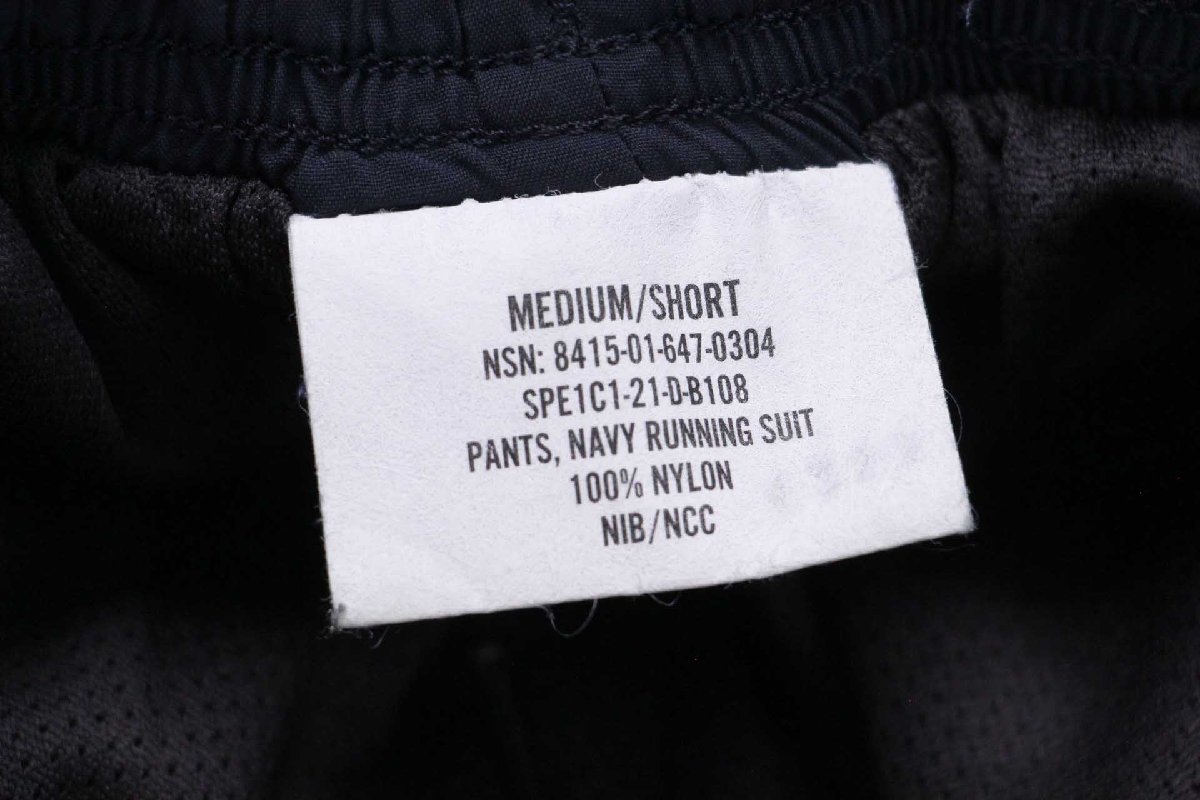 MEDIUM/SHORT
NSN: 8415-01-647-0304
SPE1C1-21-D-B108
PANTS, NAVY RUNNING SUIT
100% NYLON
NIB/NCC